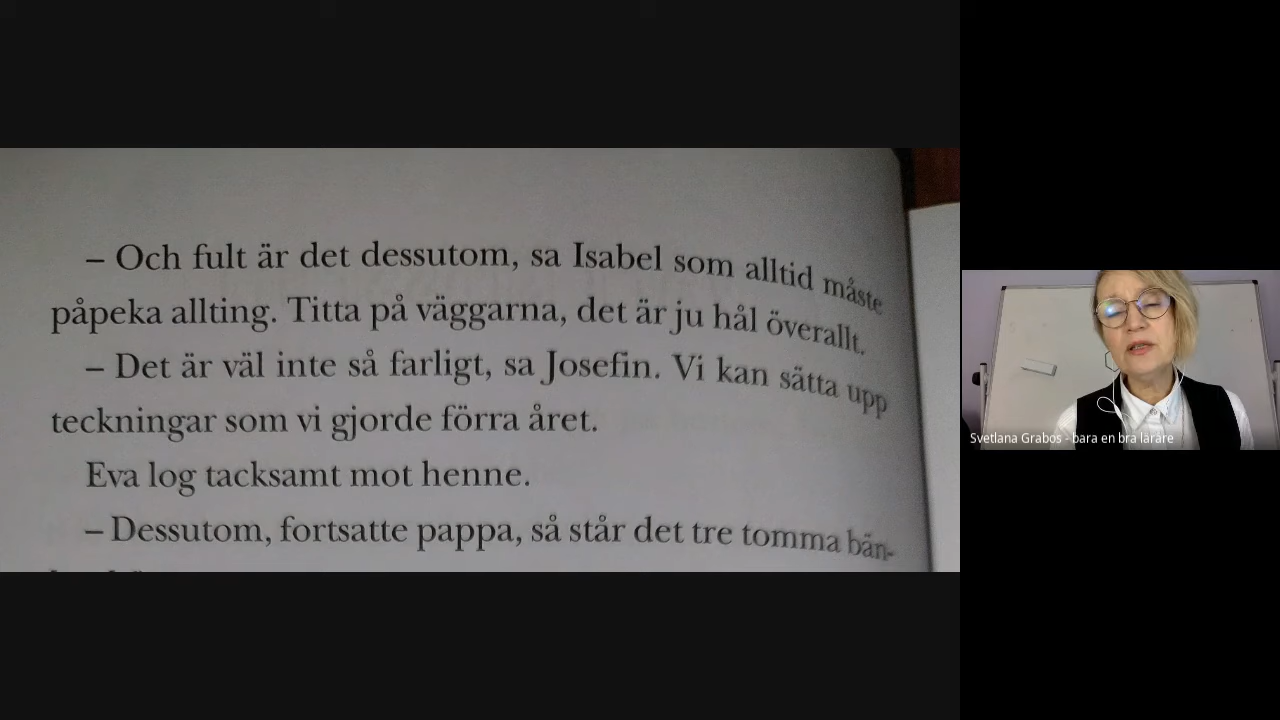 – Och fult är det dessutom, sa Isabel som alltid måste
påpeka allting. Titta på väggarna, det är ju hål överallt.
– Det är väl inte så farligt, sa Josefin. Vi kan sätta upp
teckningar som vi gjorde förra året.
Eva log tacksamt mot henne.
– Dessutom, fortsatte pappa, så står det tre tomma bän-
Svetlana Grabos - bara en bra lärare